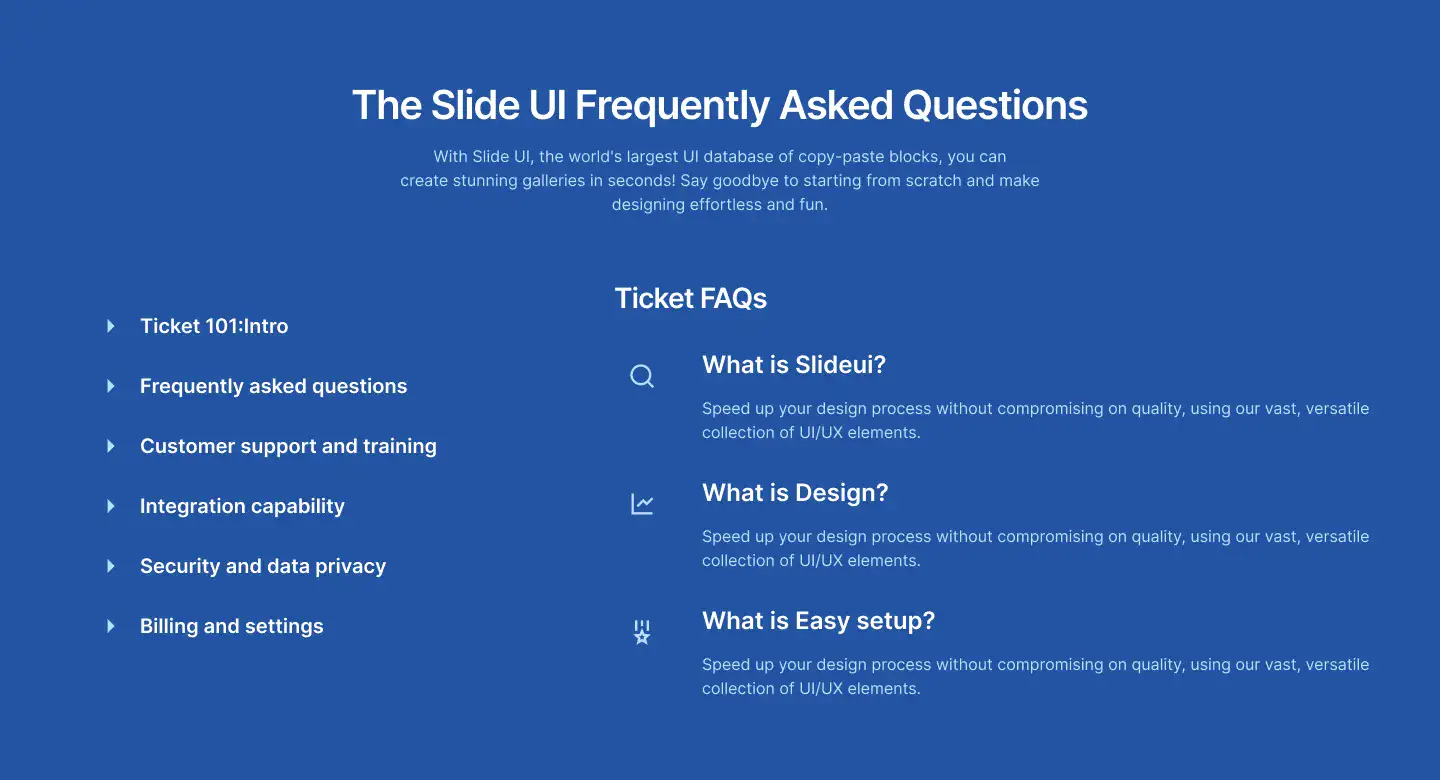 The Slide UI Frequently Asked Questions
With Slide UI, the world's largest UI database of copy-paste blocks, you can
create stunning galleries in seconds! Say goodbye to starting from scratch and make
designing effortless and fun.
Ticket 101:Intro
Frequently asked questions
Customer support and training
Integration capability
Security and data privacy
Billing and settings
Ticket FAQs
What is Slideui?
Speed up your design process without compromising on quality, using our vast, versatile
collection of UI/UX elements.
What is Design?
Speed up your design process without compromising on quality, using our vast, versatile
collection of UI/UX elements.
What is Easy setup?
Speed up your design process without compromising on quality, using our vast, versatile
collection of UI/UX elements.